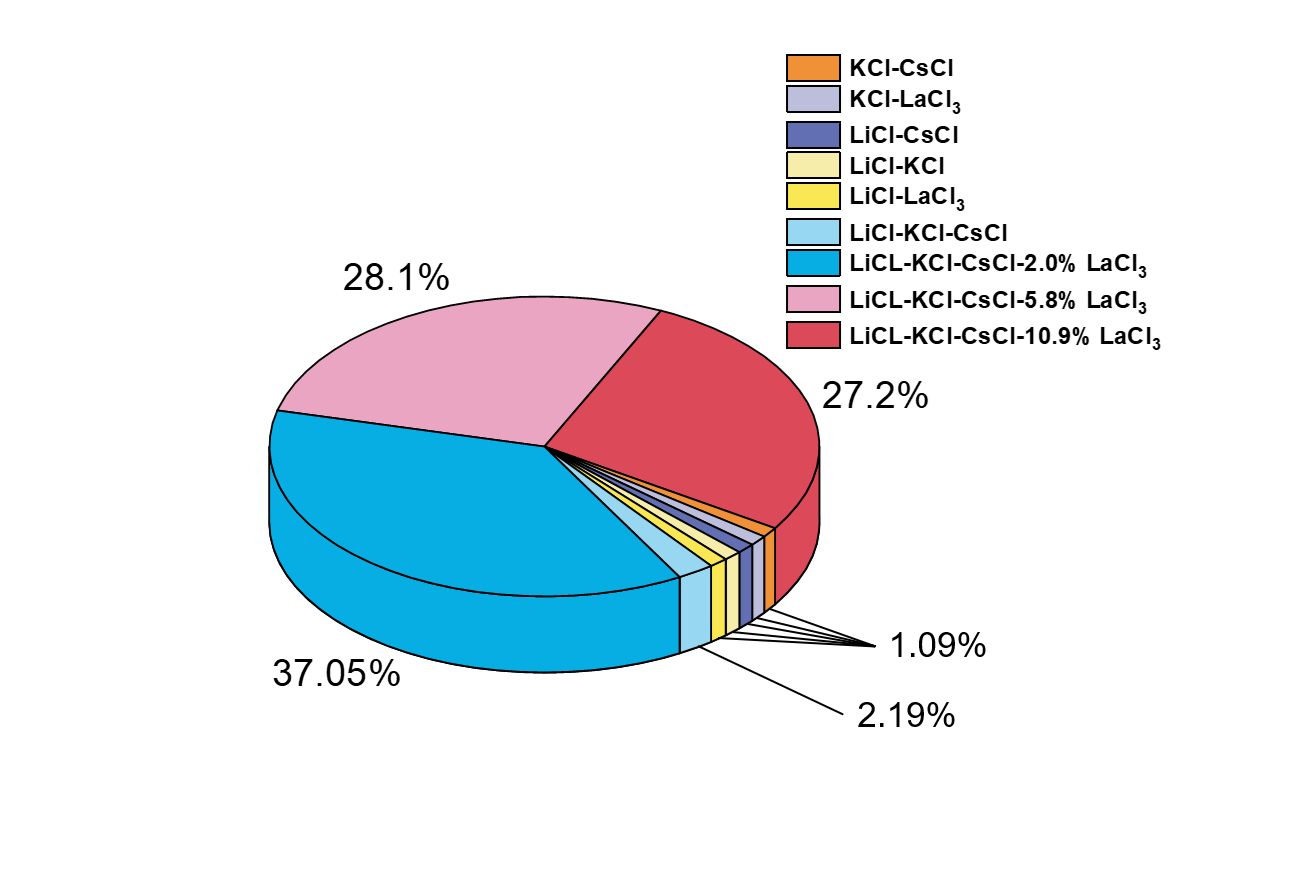 KCl-CsCl
KCl-LaCl₃
LiCl-CsCl
LiCl-KCl
LiCl-LaCl₃
LiCl-KCl-CsCl
LiCL-KCl-CsCl-2.0% LaCl₃
LiCL-KCl-CsCl-5.8% LaCl₃
LiCL-KCl-CsCl-10.9% LaCl₃
28.1%
27.2%
1.09%
37.05%
2.19%